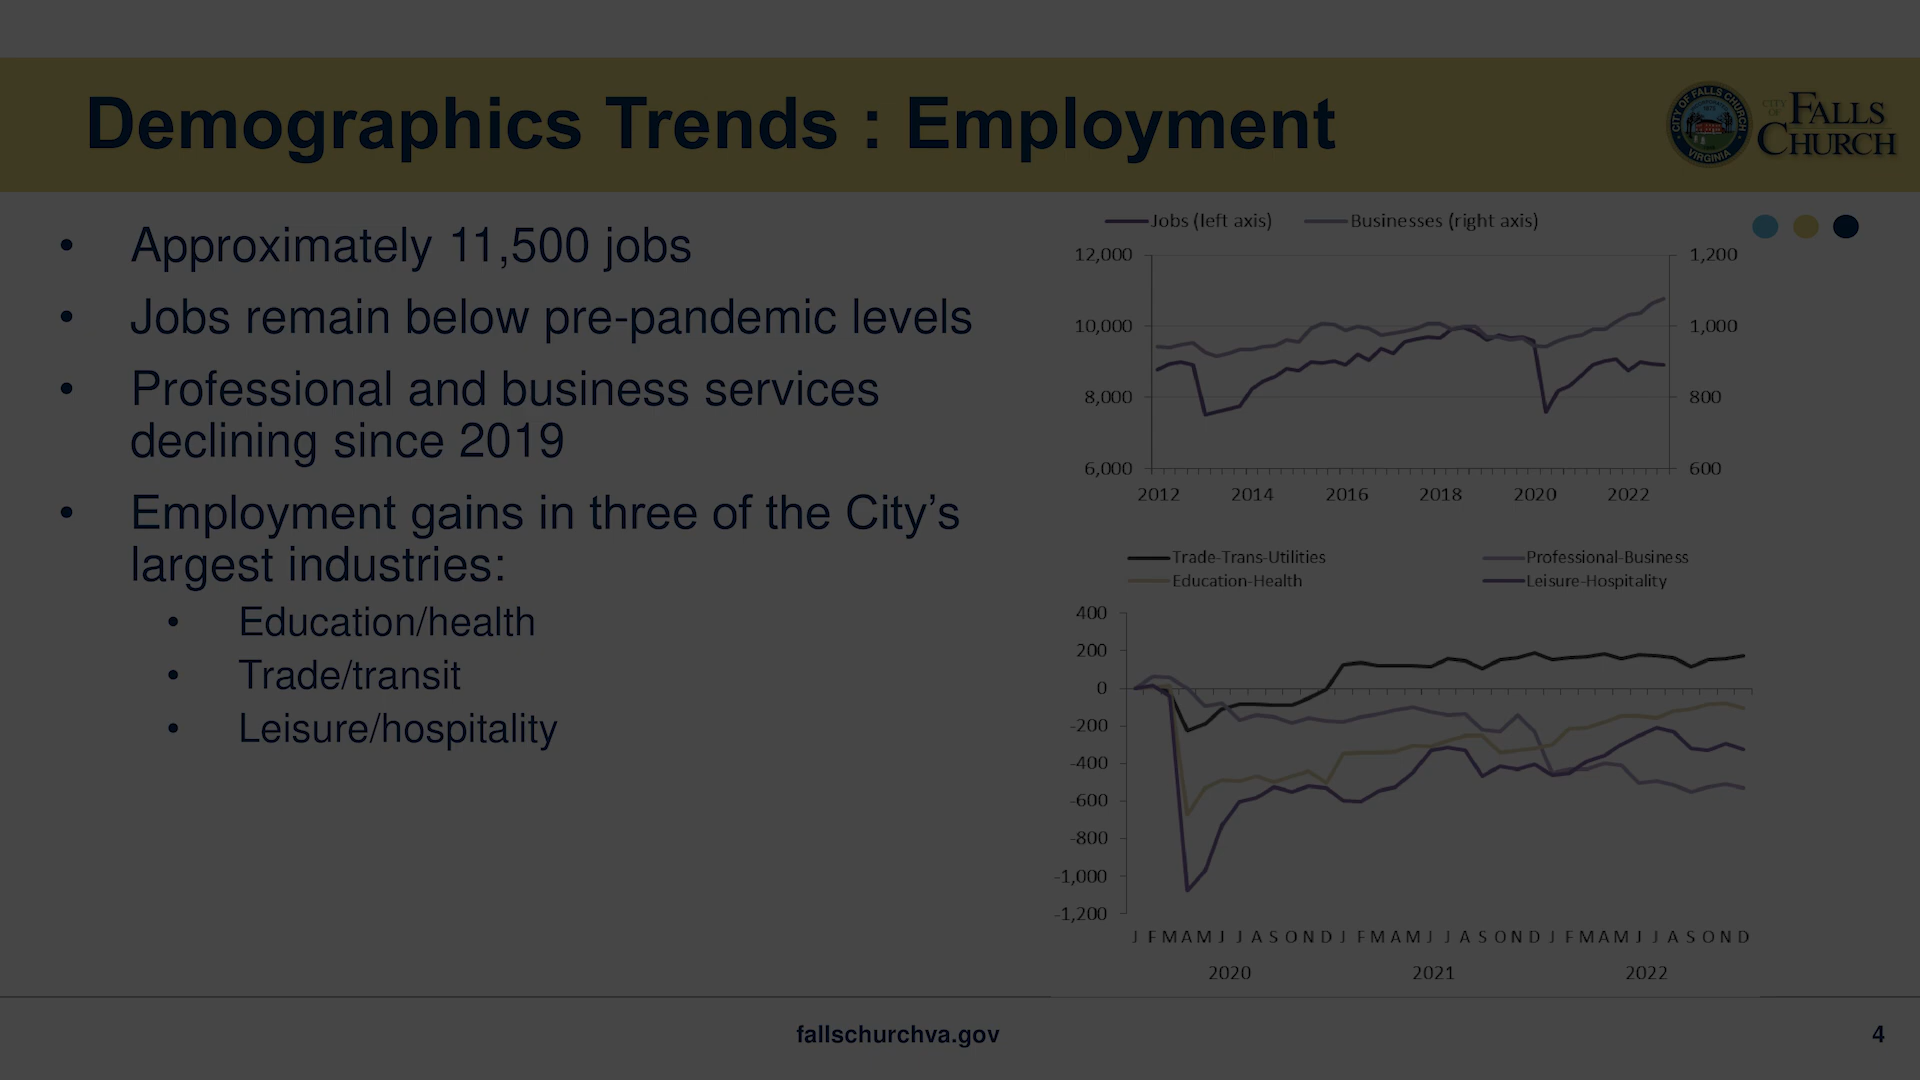 Demographics Trends : Employment
CITY OF FALLS CHURCH
VIRGINIA
CITY OF FALLS
CHURCH
• Approximately 11,500 jobs
• Jobs remain below pre-pandemic levels
• Professional and business services
declining since 2019
• Employment gains in three of the City’s
largest industries:
• Education/health
• Trade/transit
• Leisure/hospitality
Jobs (left axis) Businesses (right axis)
12,000 1,200
10,000 1,000
8,000 800
6,000 600
2012 2014 2016 2018 2020 2022
Trade-Trans-Utilities Professional-Business
Education-Health Leisure-Hospitality
400
200
0
-200
-400
-600
-800
-1,000
-1,200
J F M A M J J A S O N D J F M A M J J A S O N D J F M A M J J A S O N D
2020 2021 2022
fallschurchva.gov 4